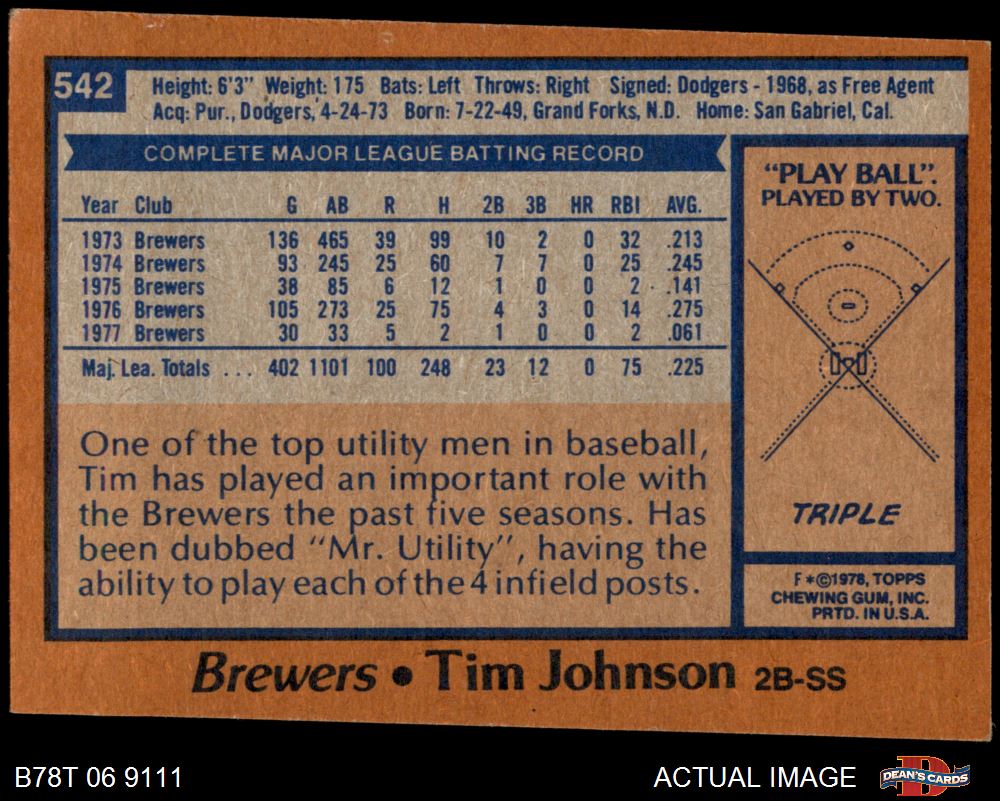 542
Height: 6'3" Weight: 175 Bats: Left Throws: Right Signed: Dodgers - 1968, as Free Agent
Acq: Pur., Dodgers, 4-24-73 Born: 7-22-49, Grand Forks, N.D. Home: San Gabriel, Cal.
COMPLETE MAJOR LEAGUE BATTING RECORD
Year Club G AB R H 2B 3B HR RBI AVG.
1973 Brewers 136 465 39 99 10 2 0 32 .213
1974 Brewers 93 245 25 60 7 7 0 25 .245
1975 Brewers 38 85 6 12 1 0 0 2 .141
1976 Brewers 105 273 25 75 4 3 0 14 .275
1977 Brewers 30 33 5 2 1 0 0 2 .061
Maj. Lea. Totals ... 402 1101 100 248 23 12 0 75 .225
One of the top utility men in baseball,
Tim has played an important role with
the Brewers the past five seasons. Has
been dubbed "Mr. Utility", having the
ability to play each of the 4 infield posts.
"PLAY BALL".
PLAYED BY TWO.
TRIPLE
F*©1978, TOPPS
CHEWING GUM, INC.
PRTD. IN U.S.A.
Brewers • Tim Johnson 2B-SS
B78T 06 9111
ACTUAL IMAGE
D
DEAN'S CARDS